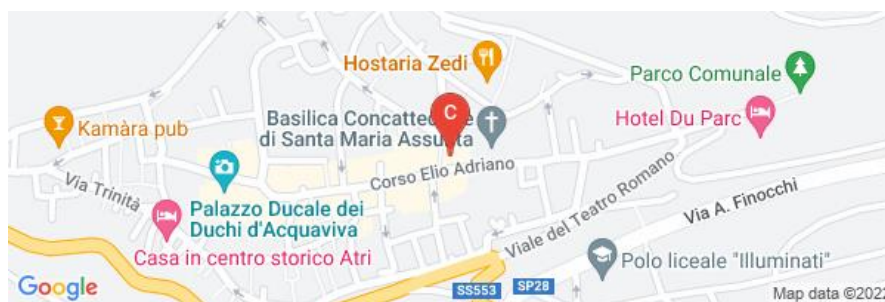 Hostaria Zedi
Parco Comunale
C
Basilica Concatte
di Santa Maria Assunta
Hotel Du Parc
Kamàra pub
Corso Elio Adriano
Via Trinità
Palazzo Ducale dei
Duchi d'Acquaviva
Viale del Teatro Romano
Via A. Finocchi
Casa in centro storico Atri
Polo liceale "Illuminati"
SS553
SP28
Google
Map data ©202